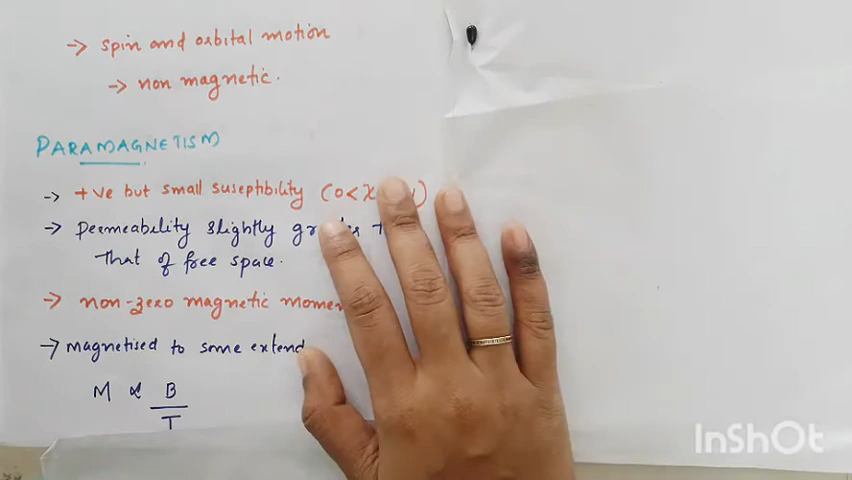 -> spin and orbital motion
-> non magnetic.
PARAMAGNETISM
-> +ve but small suseptibility (0<χ
-> permeability slightly
that of free space.
-> non-zero magnetic
-> magnetised to some extend
M ∝ B/T
InShOt